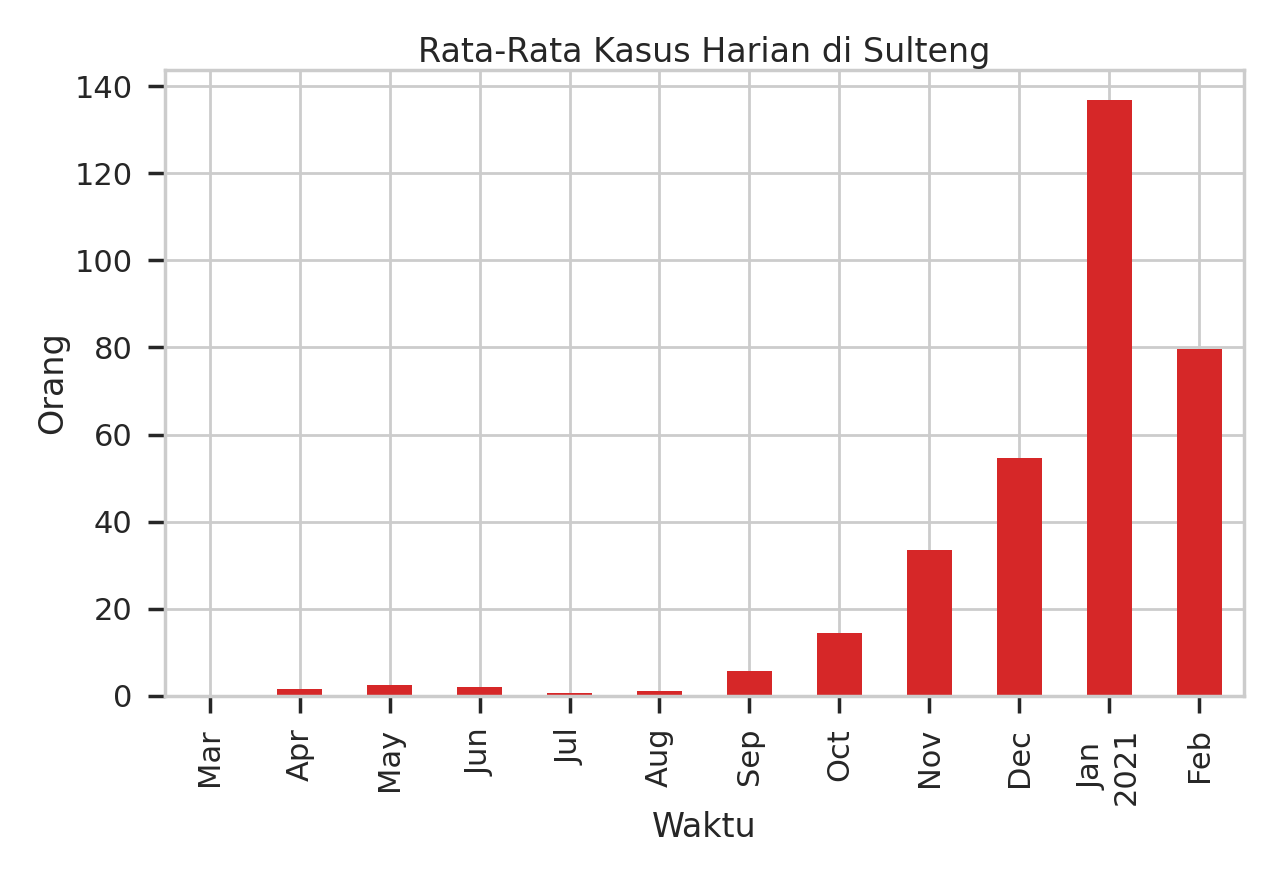 Rata-Rata Kasus Harian di Sulteng
140
120
100
80
60
40
20
0
Orang
Mar
Apr
May
Jun
Jul
Aug
Sep
Oct
Nov
Dec
Jan
2021
Feb
Waktu